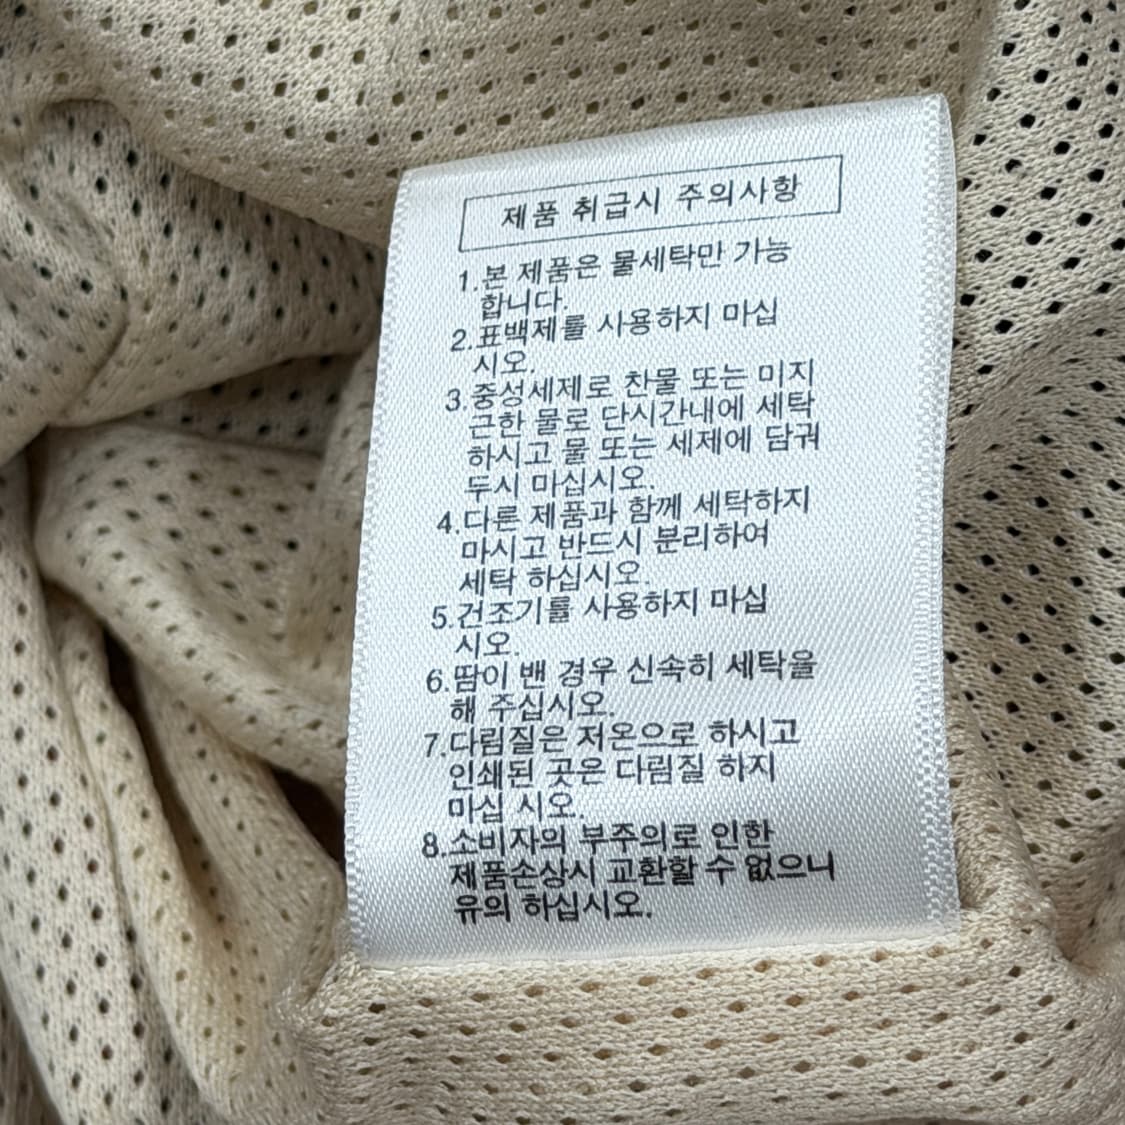 제품 취급시 주의사항
1.본 제품은 물세탁만 가능
합니다.
2.표백제를 사용하지 마십
시오.
3.중성세제로 찬물 또는 미지
근한 물로 단시간내에 세탁
하시고 물 또는 세제에 담궈
두시 마십시오.
4.다른 제품과 함께 세탁하지
마시고 반드시 분리하여
세탁 하십시오.
5.건조기를 사용하지 마십
시오.
6.땀이 밴 경우 신속히 세탁을
해 주십시오.
7.다림질은 저온으로 하시고
인쇄된 곳은 다림질 하지
마십 시오.
8.소비자의 부주의로 인한
제품손상시 교환할 수 없으니
유의 하십시오.